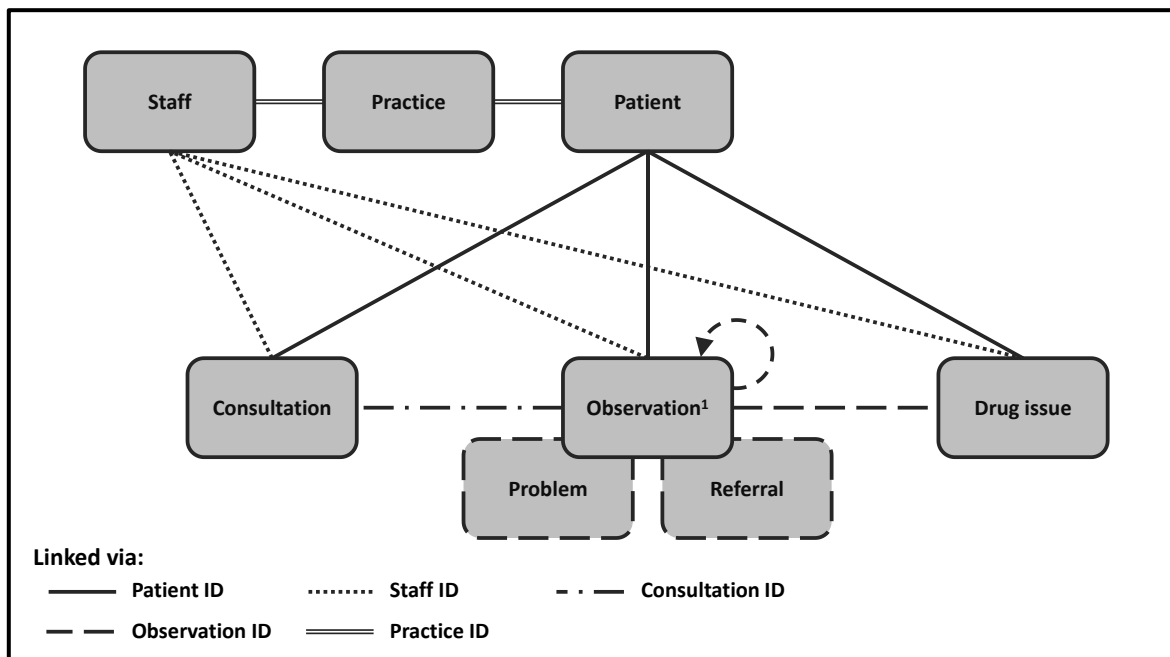 Staff
Practice
Patient
Consultation
Observation¹
Drug issue
Problem
Referral
Linked via:
Patient ID
Staff ID
Consultation ID
Observation ID
Practice ID